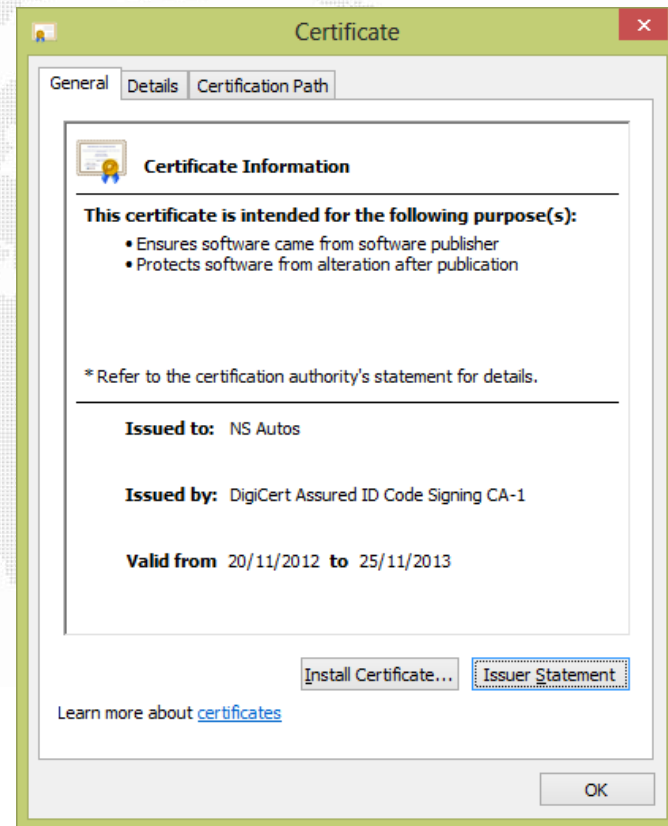 Certificate
General Details Certification Path
Certificate Information
This certificate is intended for the following purpose(s):
• Ensures software came from software publisher
• Protects software from alteration after publication
* Refer to the certification authority's statement for details.
Issued to: NS Autos
Issued by: DigiCert Assured ID Code Signing CA-1
Valid from 20/11/2012 to 25/11/2013
Install Certificate... Issuer Statement
Learn more about certificates
OK